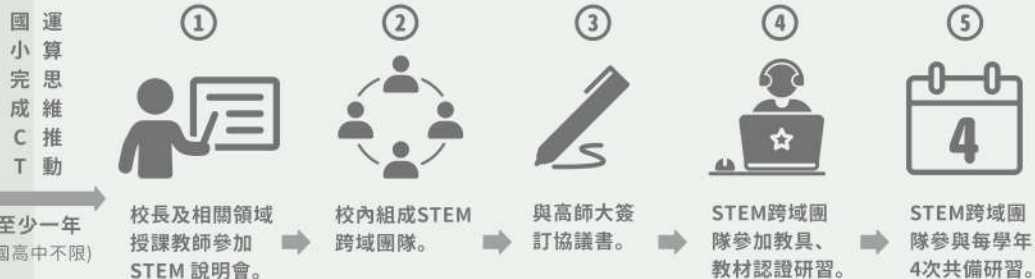 國小完成CT
運算思維推動
至少一年
國高中不限)
1
校長及相關領域
授課教師參加
STEM 說明會。
2
校內組成STEM
跨域團隊。
3
與高師大簽
訂協議書。
4
STEM跨域團
隊參加教具、
教材認證研習。
5
4
STEM跨域團
隊參與每學年
4次共備研習。